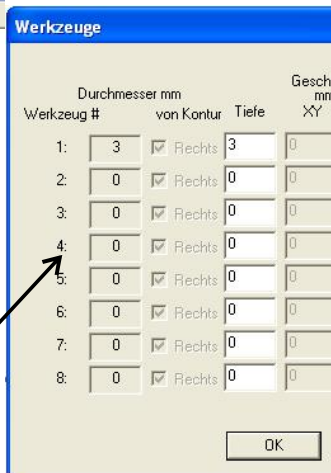 Werkzeuge
Durchmesser mm
Werkzeug # von Kontur Tiefe XY
1: 3 Rechts 3 0
2: 0 Rechts 0 0
3: 0 Rechts 0 0
4: 0 Rechts 0 0
5: 0 Rechts 0 0
6: 0 Rechts 0 0
7: 0 Rechts 0 0
8: 0 Rechts 0 0
OK